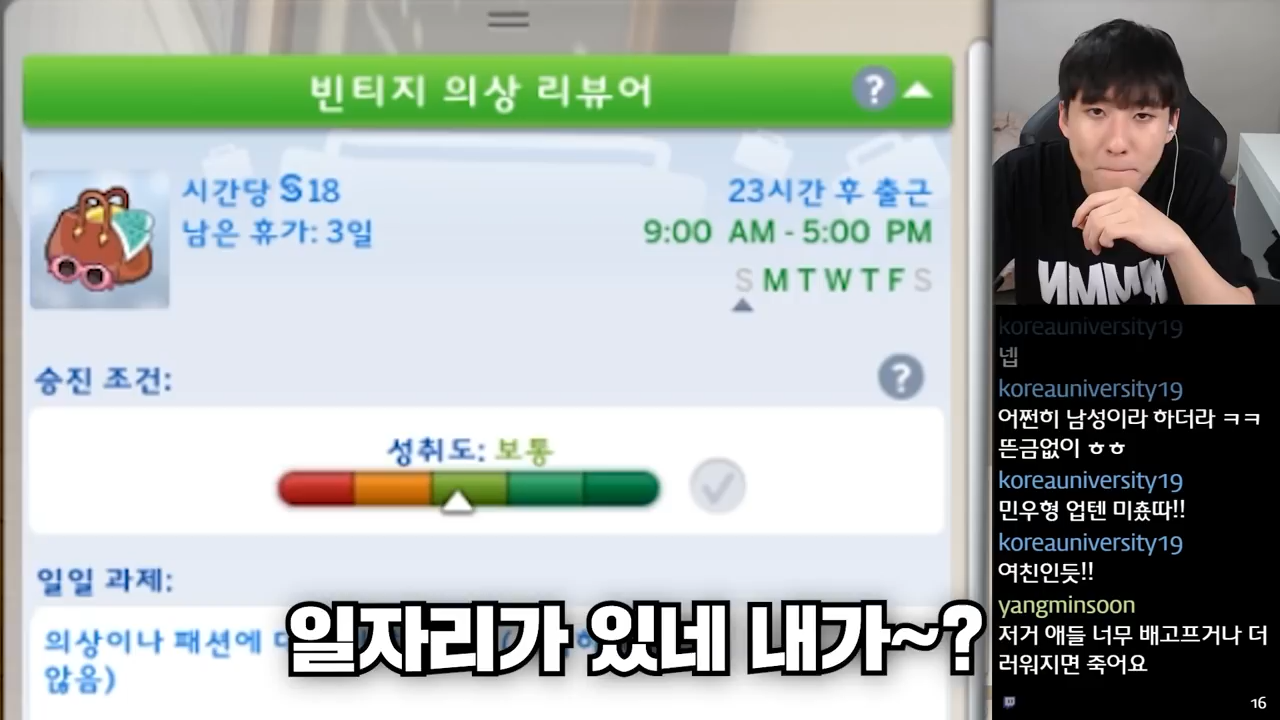 빈티지 의상 리뷰어
?
시간당 §18
23시간 후 출근
남은 휴가: 3일
9:00 AM - 5:00 PM
S M T W T F S
승진 조건:
?
성취도: 보통
일일 과제:
의상이나 패션에
않음)
일자리가 있네 내가~?
koreauniversity19
넵
koreauniversity19
어쩐히 남성이라 하더라 ㅋㅋ
뜬금없이 ㅎㅎ
koreauniversity19
민우형 업텐 미쵸따!!
koreauniversity19
여친인듯!!
yangminsoon
저거 애들 너무 배고프거나 더
러워지면 죽어요
16